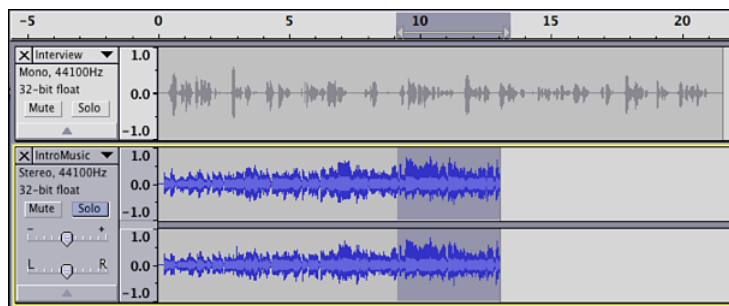 -5 0 5 10 15 20
X Interview
Mono, 44100Hz
32-bit float
Mute Solo
1.0
0.0
-1.0
X IntroMusic
Stereo, 44100Hz
32-bit float
Mute Solo
- +
L R
1.0
0.0
-1.0
1.0
0.0
-1.0